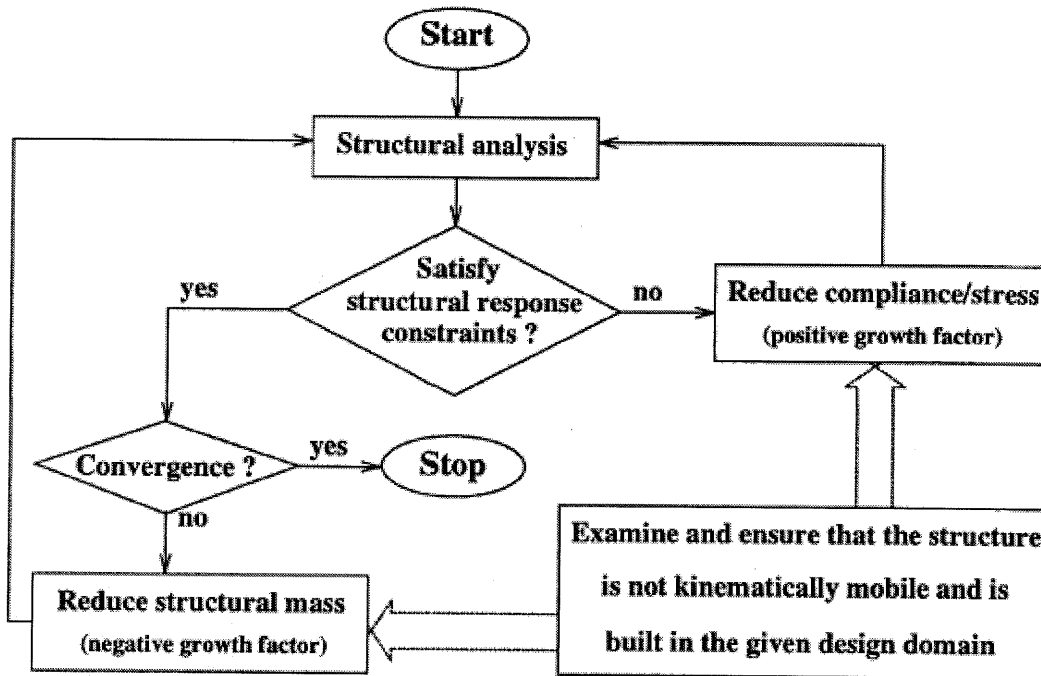 Start
Structural analysis
Satisfy
structural response
constraints ?
yes
no
Reduce compliance/stress
(positive growth factor)
Convergence ?
yes
Stop
no
Reduce structural mass
(negative growth factor)
Examine and ensure that the structure
is not kinematically mobile and is
built in the given design domain